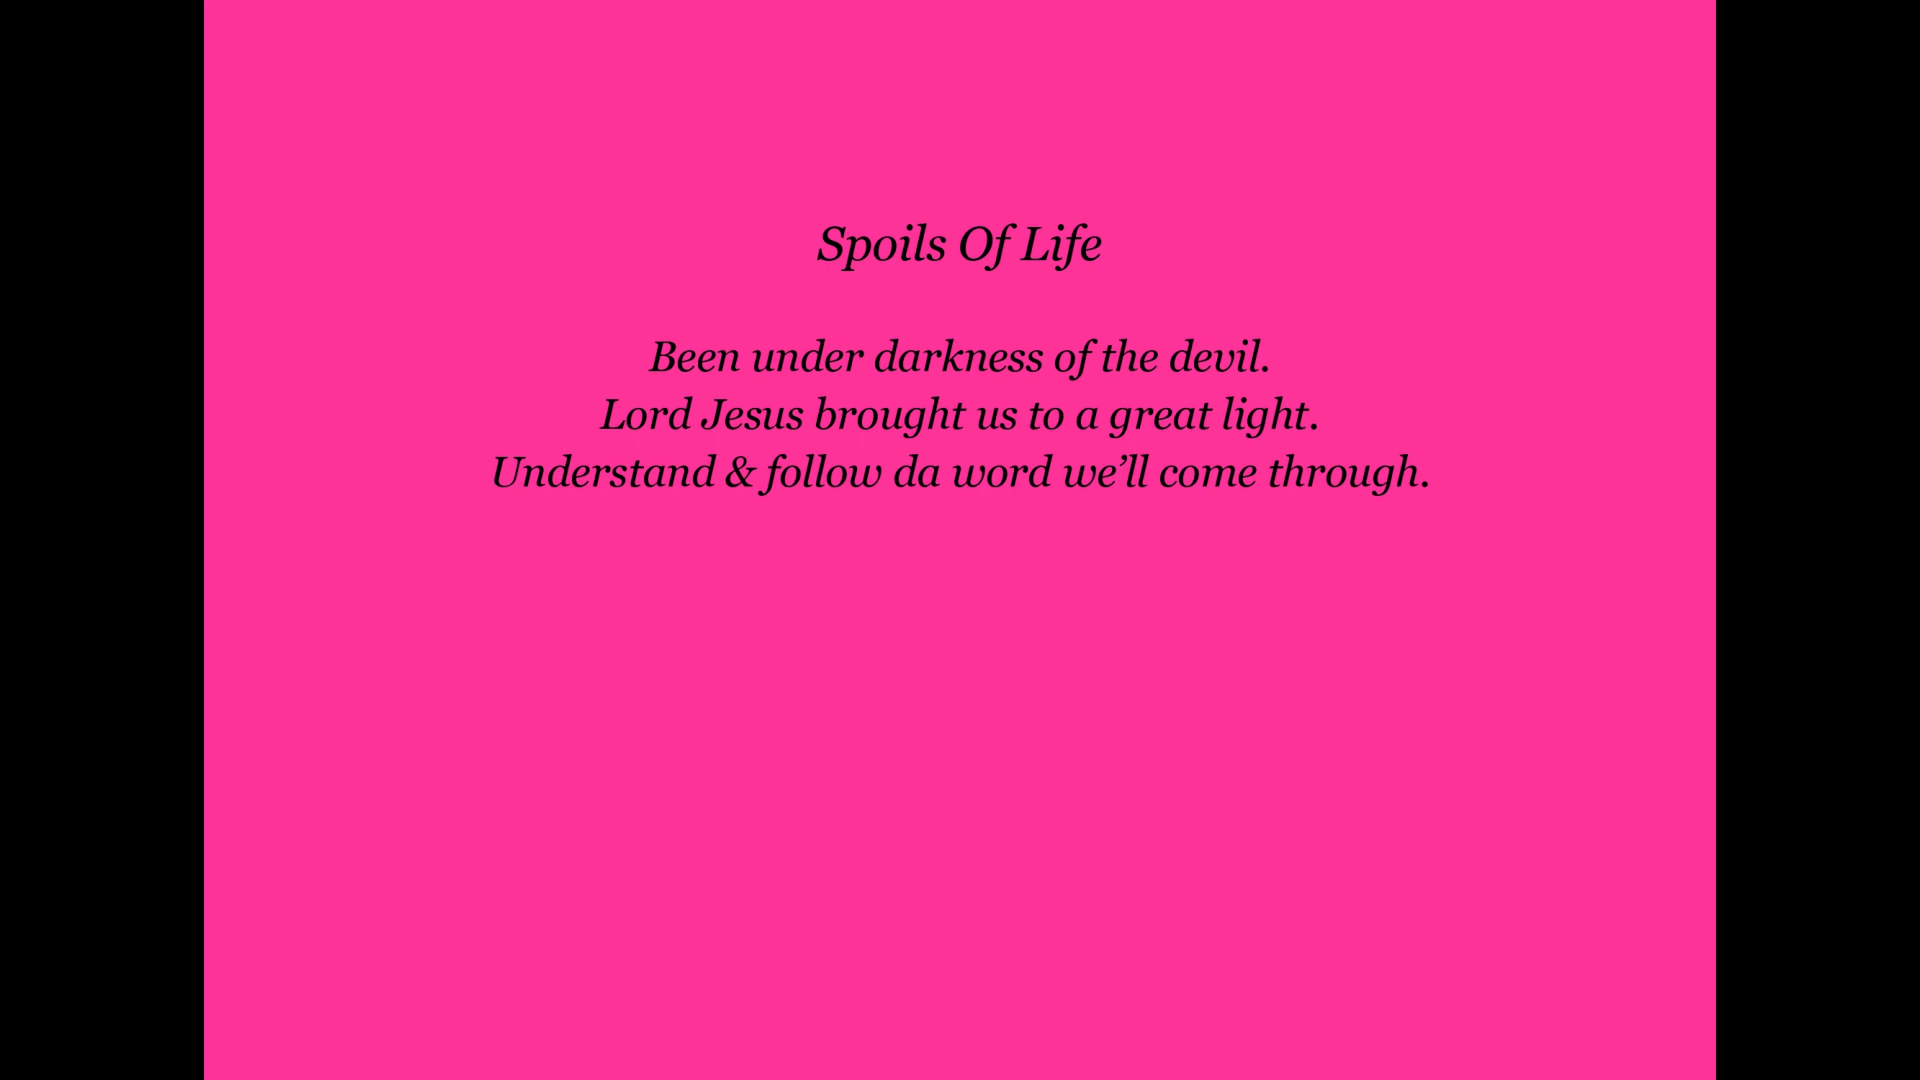 Spoils Of Life
Been under darkness of the devil.
Lord Jesus brought us to a great light.
Understand & follow da word we’ll come through.